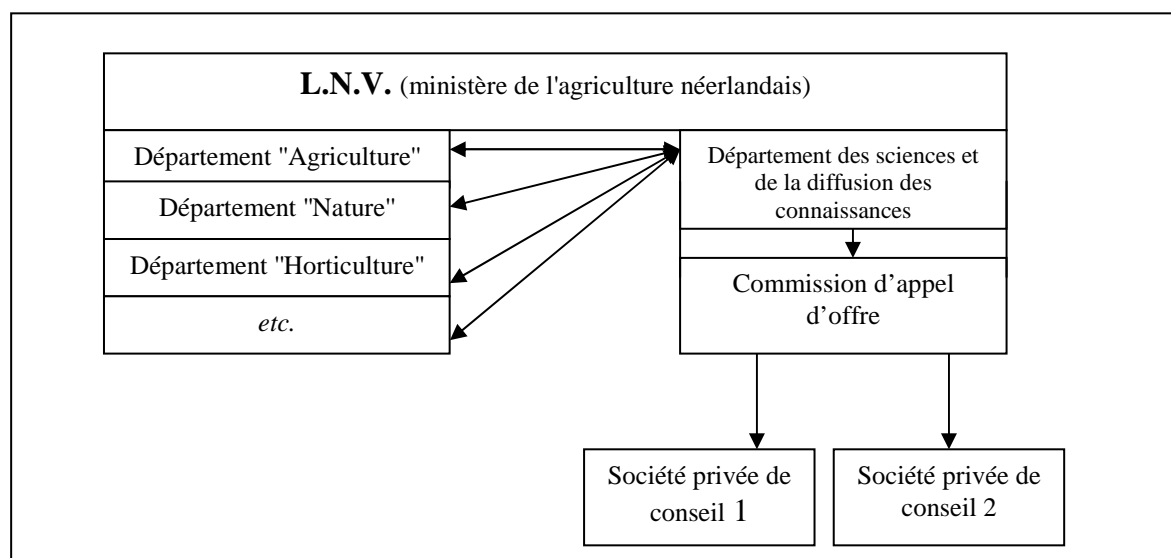 L.N.V. (ministère de l'agriculture néerlandais)
Département "Agriculture"
Département "Nature"
Département "Horticulture"
etc.
Département des sciences et
de la diffusion des
connaissances
Commission d’appel
d’offre
Société privée de
conseil 1
Société privée de
conseil 2